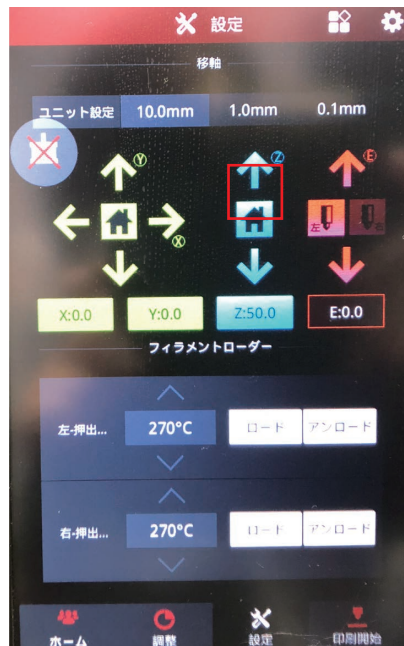 設定
移軸
ユニット設定 10.0mm 1.0mm 0.1mm
Y Z E
左 右
X
X:0.0 Y:0.0 Z:50.0 E:0.0
フィラメントローダー
左-押出... 270°C ロード アンロード
右-押出... 270°C ロード アンロード
ホーム 調整 設定 印刷開始